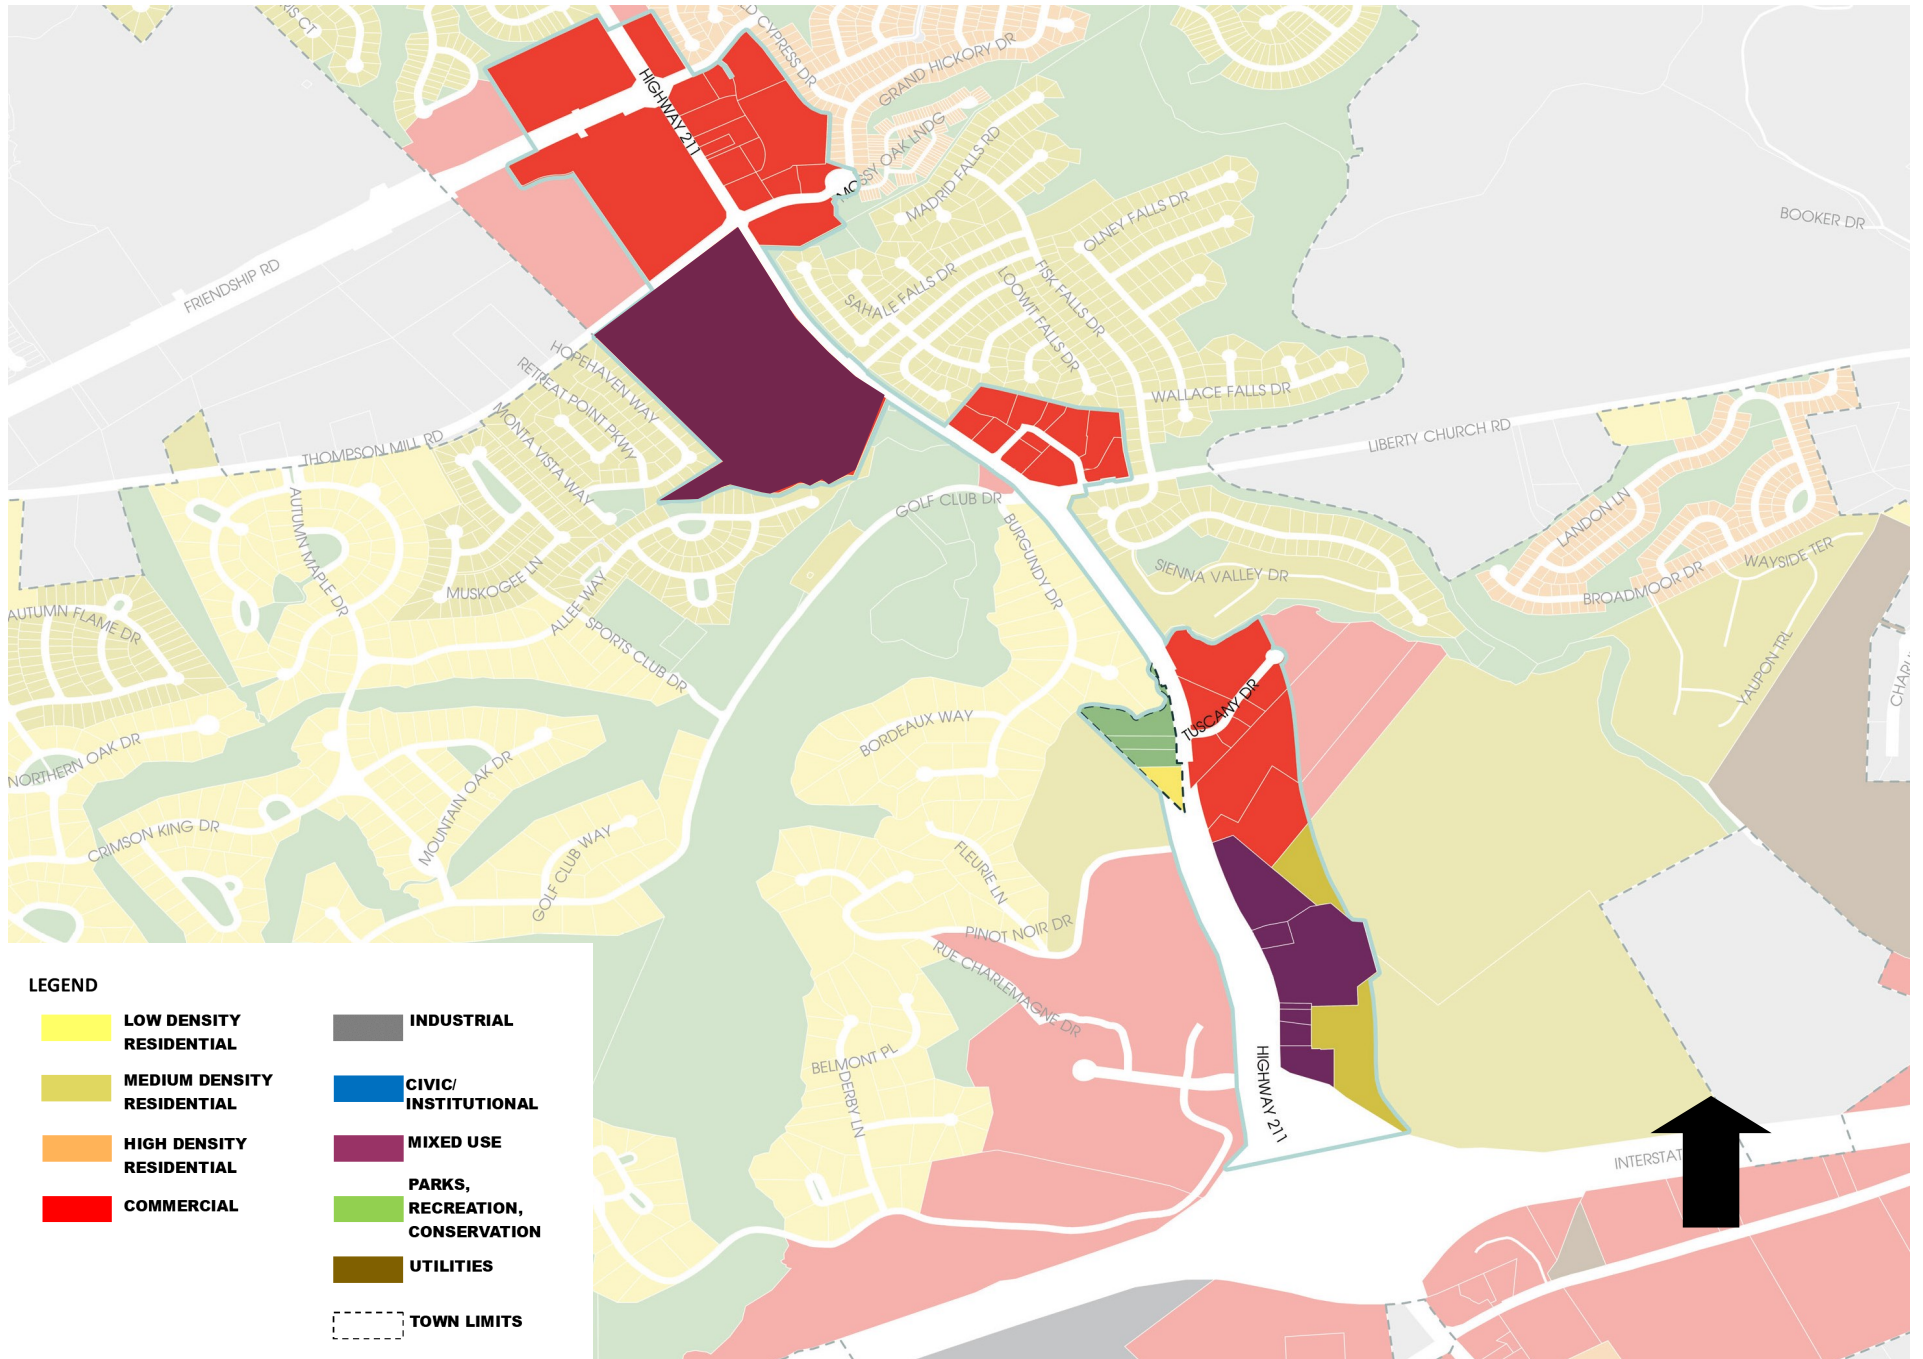 GRAND HICKORY DR
HIGHWAY 211
MOSSY OAK LNDG
MADRID FALLS RD
OLNEY FALLS DR
BOOKER DR
FRIENDSHIP RD
SAHALE FALLS DR
FISK FALLS DR
LOOWIT FALLS DR
HOPEHAVEN WAY
RETREAT POINT PKWY
WALLACE FALLS DR
MONTA VISTA WAY
THOMPSON MILL RD
LIBERTY CHURCH RD
GOLF CLUB DR
AUTUMN MAPLE DR
BURGUNDY DR
LANDON LN
WAYSIDE TER
MUSKOGEE LN
SIENNA VALLEY DR
BROADMOOR DR
ALLEE WAY
AUTUMN FLAME DR
SPORTS CLUB DR
YAUPON TRL
TUSCANY DR
BORDEAUX WAY
NORTHERN OAK DR
MOUNTAIN OAK DR
CRIMSON KING DR
GOLF CLUB WAY
FLEURIE LN
PINOT NOIR DR
RUE CHARLEMAGNE DR
BELMONT PL
DERBY LN
HIGHWAY 211
LEGEND
LOW DENSITY
RESIDENTIAL
MEDIUM DENSITY
RESIDENTIAL
HIGH DENSITY
RESIDENTIAL
COMMERCIAL
INDUSTRIAL
CIVIC/
INSTITUTIONAL
MIXED USE
PARKS,
RECREATION,
CONSERVATION
UTILITIES
TOWN LIMITS